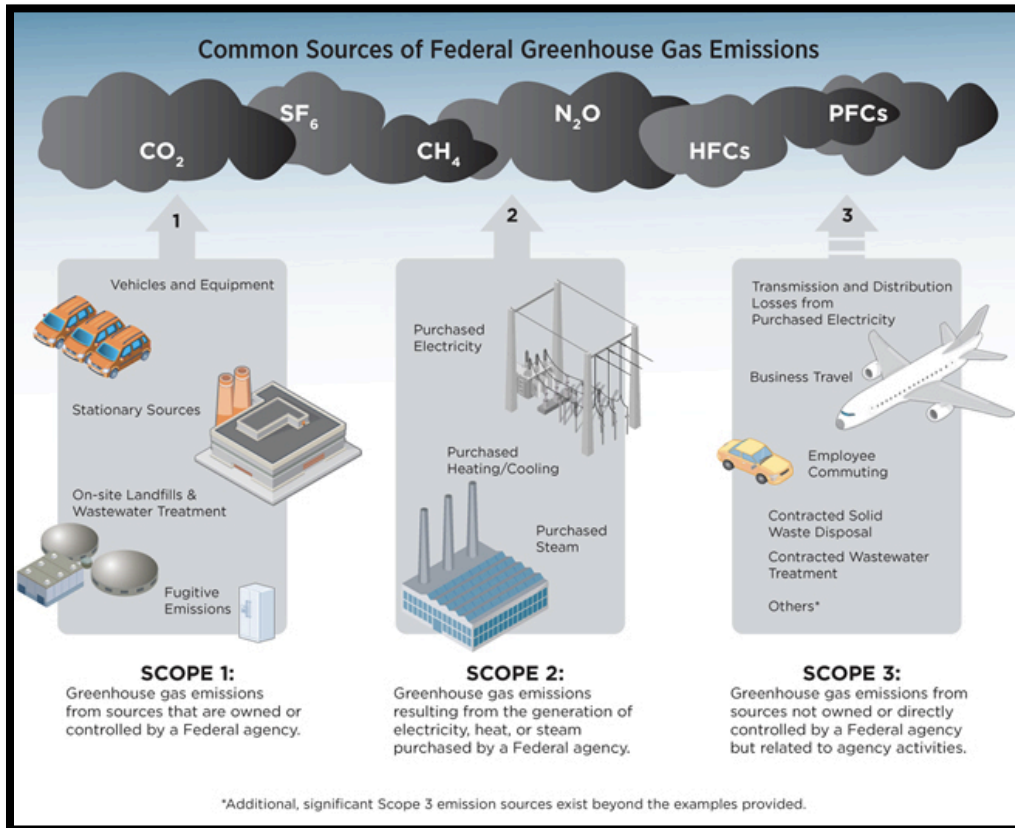 Common Sources of Federal Greenhouse Gas Emissions
SF₆
N₂O
PFCs
CO₂
CH₄
HFCs
1
2
3
Vehicles and Equipment
Stationary Sources
On-site Landfills &
Wastewater Treatment
Fugitive
Emissions
Purchased
Electricity
Purchased
Heating/Cooling
Purchased
Steam
Transmission and Distribution
Losses from
Purchased Electricity
Business Travel
Employee
Commuting
Contracted Solid
Waste Disposal
Contracted Wastewater
Treatment
Others*
SCOPE 1:
Greenhouse gas emissions
from sources that are owned or
controlled by a Federal agency.
SCOPE 2:
Greenhouse gas emissions
resulting from the generation of
electricity, heat, or steam
purchased by a Federal agency.
SCOPE 3:
Greenhouse gas emissions from
sources not owned or directly
controlled by a Federal agency
but related to agency activities.
*Additional, significant Scope 3 emission sources exist beyond the examples provided.